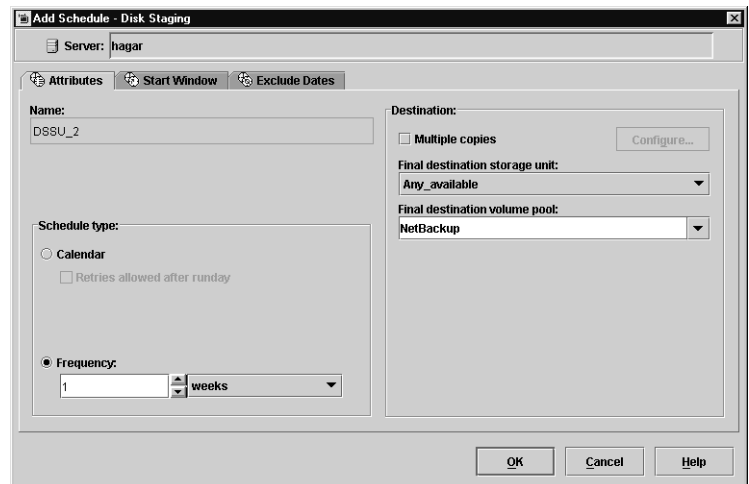 Add Schedule - Disk Staging
Server: hagar
Attributes Start Window Exclude Dates
Name:
DSSU_2
Schedule type:
Calendar
Retries allowed after runday
Frequency:
1 weeks
Destination:
Multiple copies Configure...
Final destination storage unit:
Any_available
Final destination volume pool:
NetBackup
OK Cancel Help